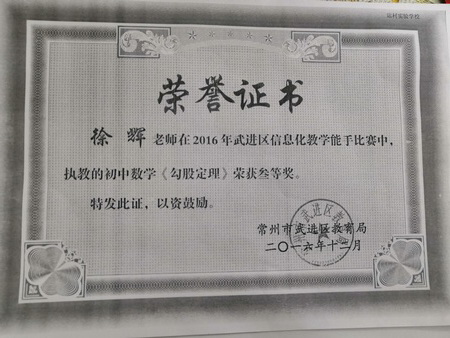 荣誉证书
徐辉 老师在2016年武进区信息化教学能手比赛中,
执教的初中数学《勾股定理》荣获叁等奖。
特发此证,以资鼓励。
常州市武进区教育局
二〇一六年十二月